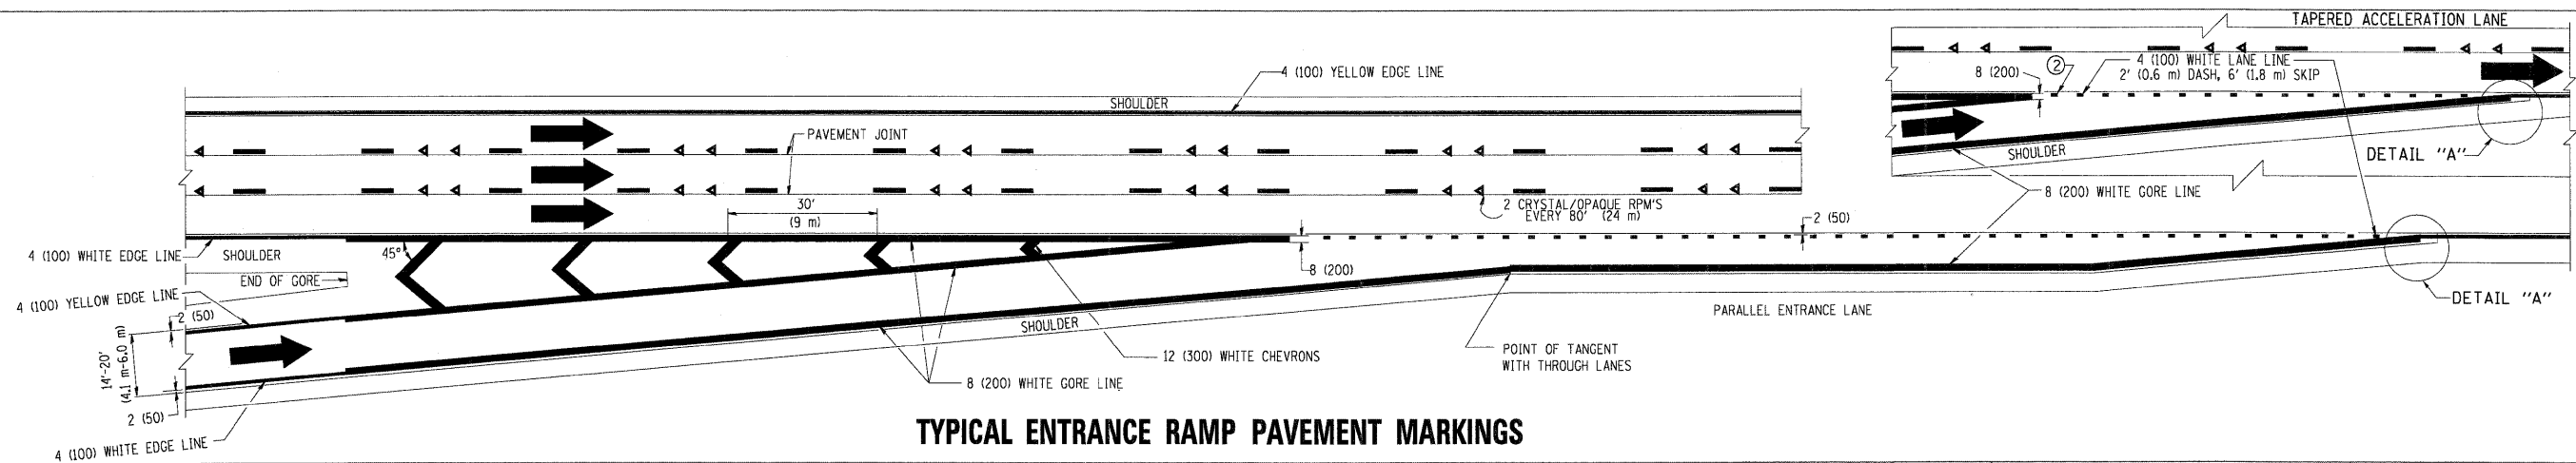 TAPERED ACCELERATION LANE
4 (100) YELLOW EDGE LINE
8 (200)
2
4 (100) WHITE LANE LINE
2' (0.6 m) DASH, 6' (1.8 m) SKIP
SHOULDER
PAVEMENT JOINT
SHOULDER
DETAIL "A"
8 (200) WHITE GORE LINE
30'
(9 m)
2 CRYSTAL/OPAQUE RPM'S
EVERY 80' (24 m)
2 (50)
4 (100) WHITE EDGE LINE
SHOULDER
45°
8 (200)
END OF GORE
4 (100) YELLOW EDGE LINE
2 (50)
DETAIL "A"
PARALLEL ENTRANCE LANE
SHOULDER
14'-20'
(4.1 m-6.0 m)
12 (300) WHITE CHEVRONS
POINT OF TANGENT
WITH THROUGH LANES
8 (200) WHITE GORE LINE
2 (50)
4 (100) WHITE EDGE LINE
TYPICAL ENTRANCE RAMP PAVEMENT MARKINGS